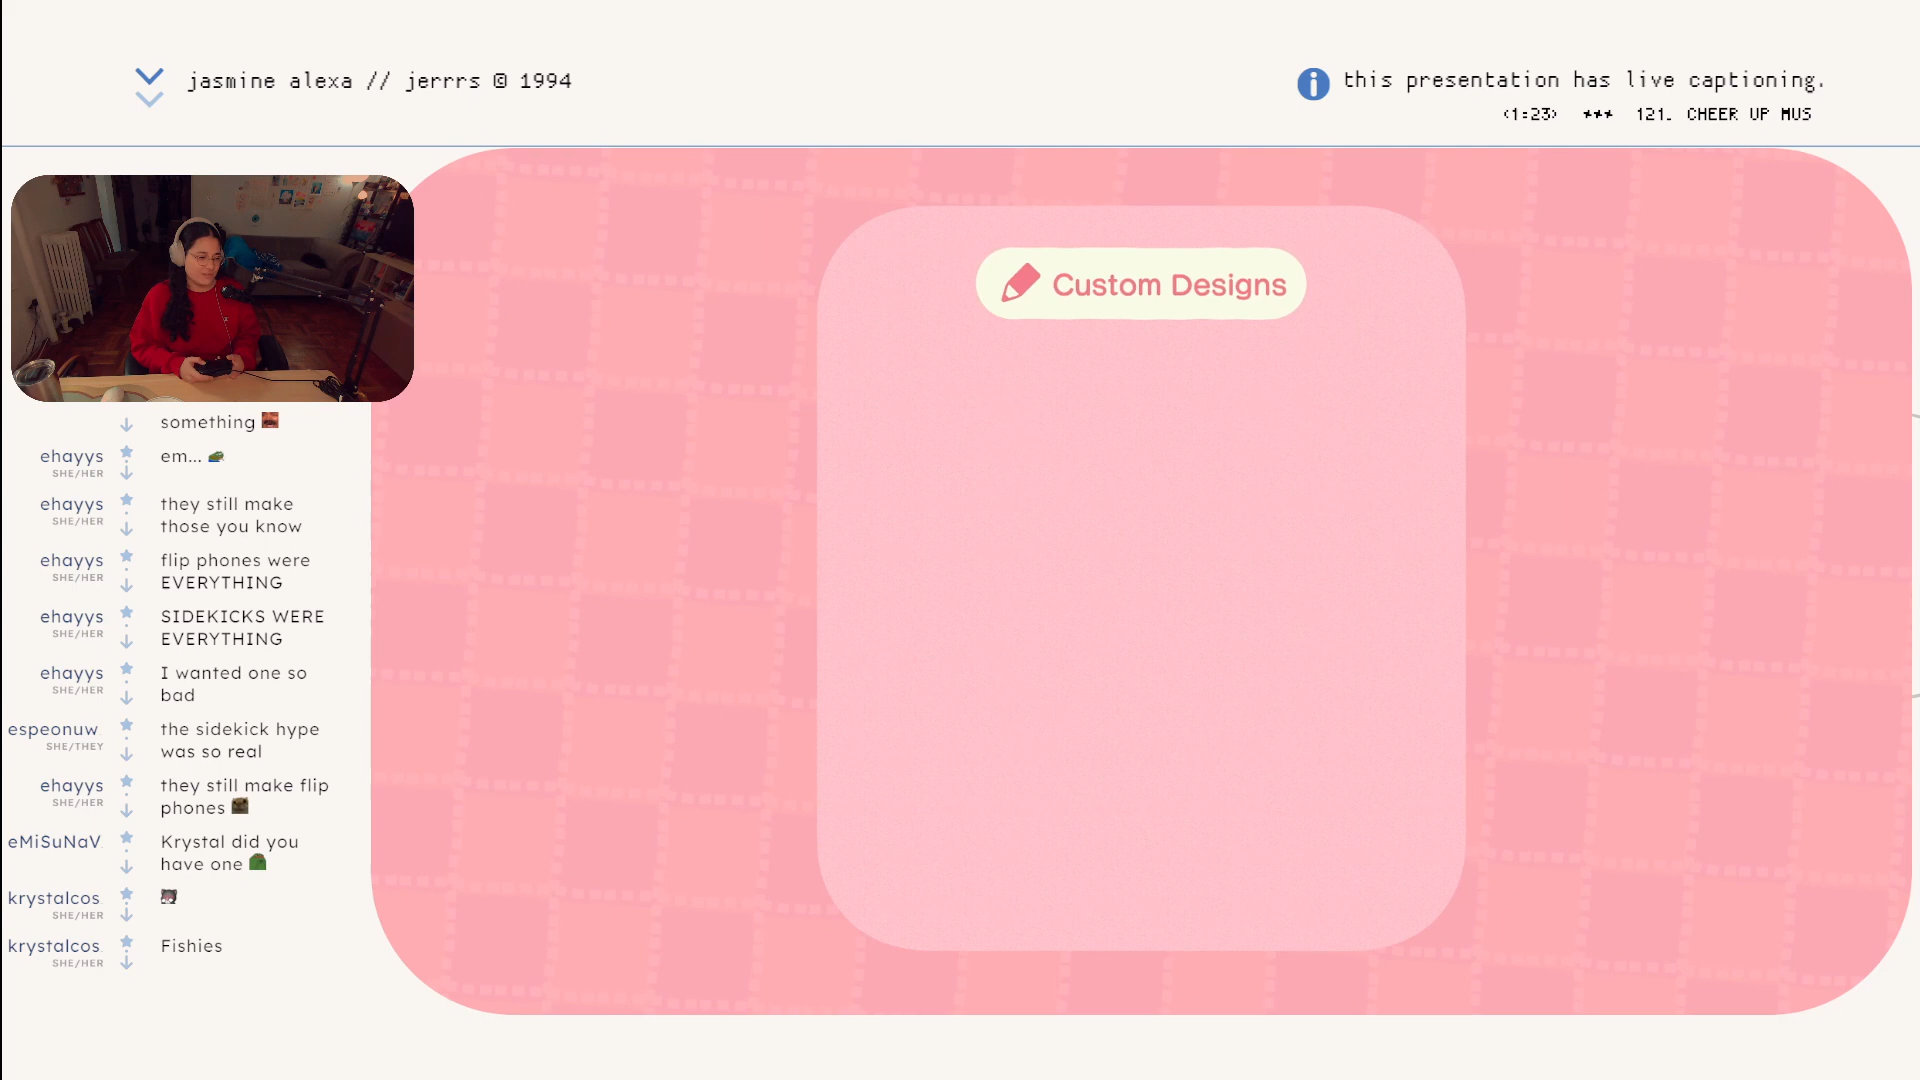 jasmine alexa // jerrrs @ 1994
this presentation has live captioning.
<1:23> *** 121. CHEER UP MUS
Custom Designs
something
ehayys
SHE/HER
em...
ehayys
SHE/HER
they still make
those you know
ehayys
SHE/HER
flip phones were
EVERYTHING
ehayys
SHE/HER
SIDEKICKS WERE
EVERYTHING
ehayys
SHE/HER
I wanted one so
bad
espeonuw
SHE/THEY
the sidekick hype
was so real
ehayys
SHE/HER
they still make flip
phones
eMiSuNaV
Krystal did you
have one
krystalcos
SHE/HER
krystalcos
SHE/HER
Fishies